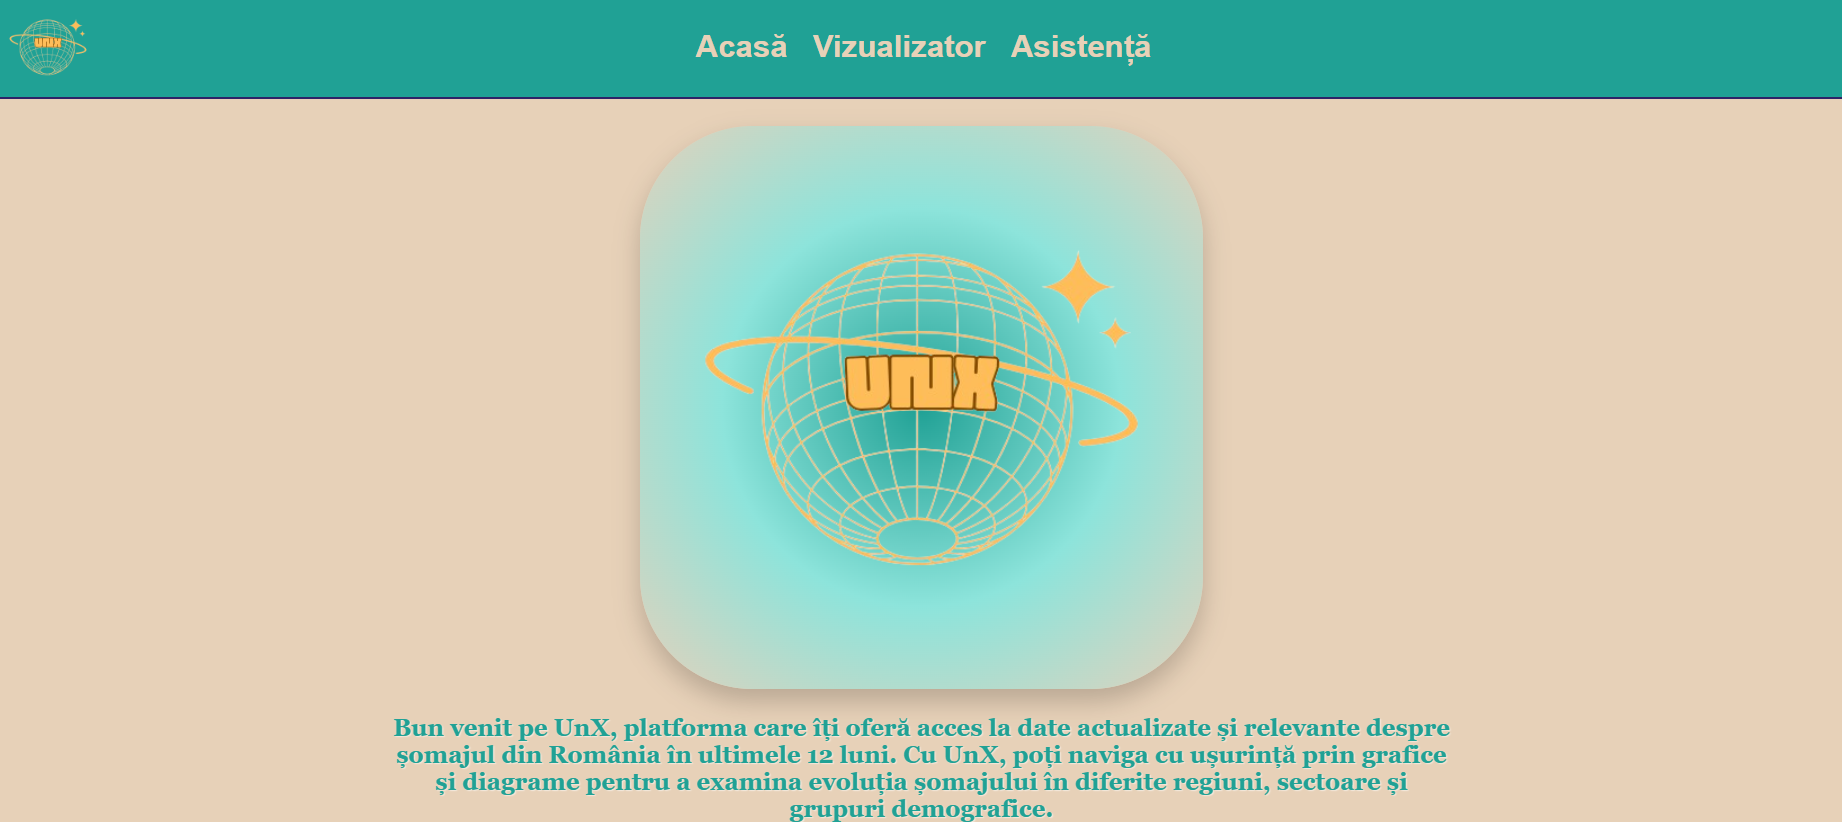 UNX
Acasă Vizualizator Asistență
UNX
Bun venit pe UnX, platforma care îți oferă acces la date actualizate și relevante despre
șomajul din România în ultimele 12 luni. Cu UnX, poți naviga cu ușurință prin grafice
și diagrame pentru a examina evoluția șomajului în diferite regiuni, sectoare și
grupuri demografice.